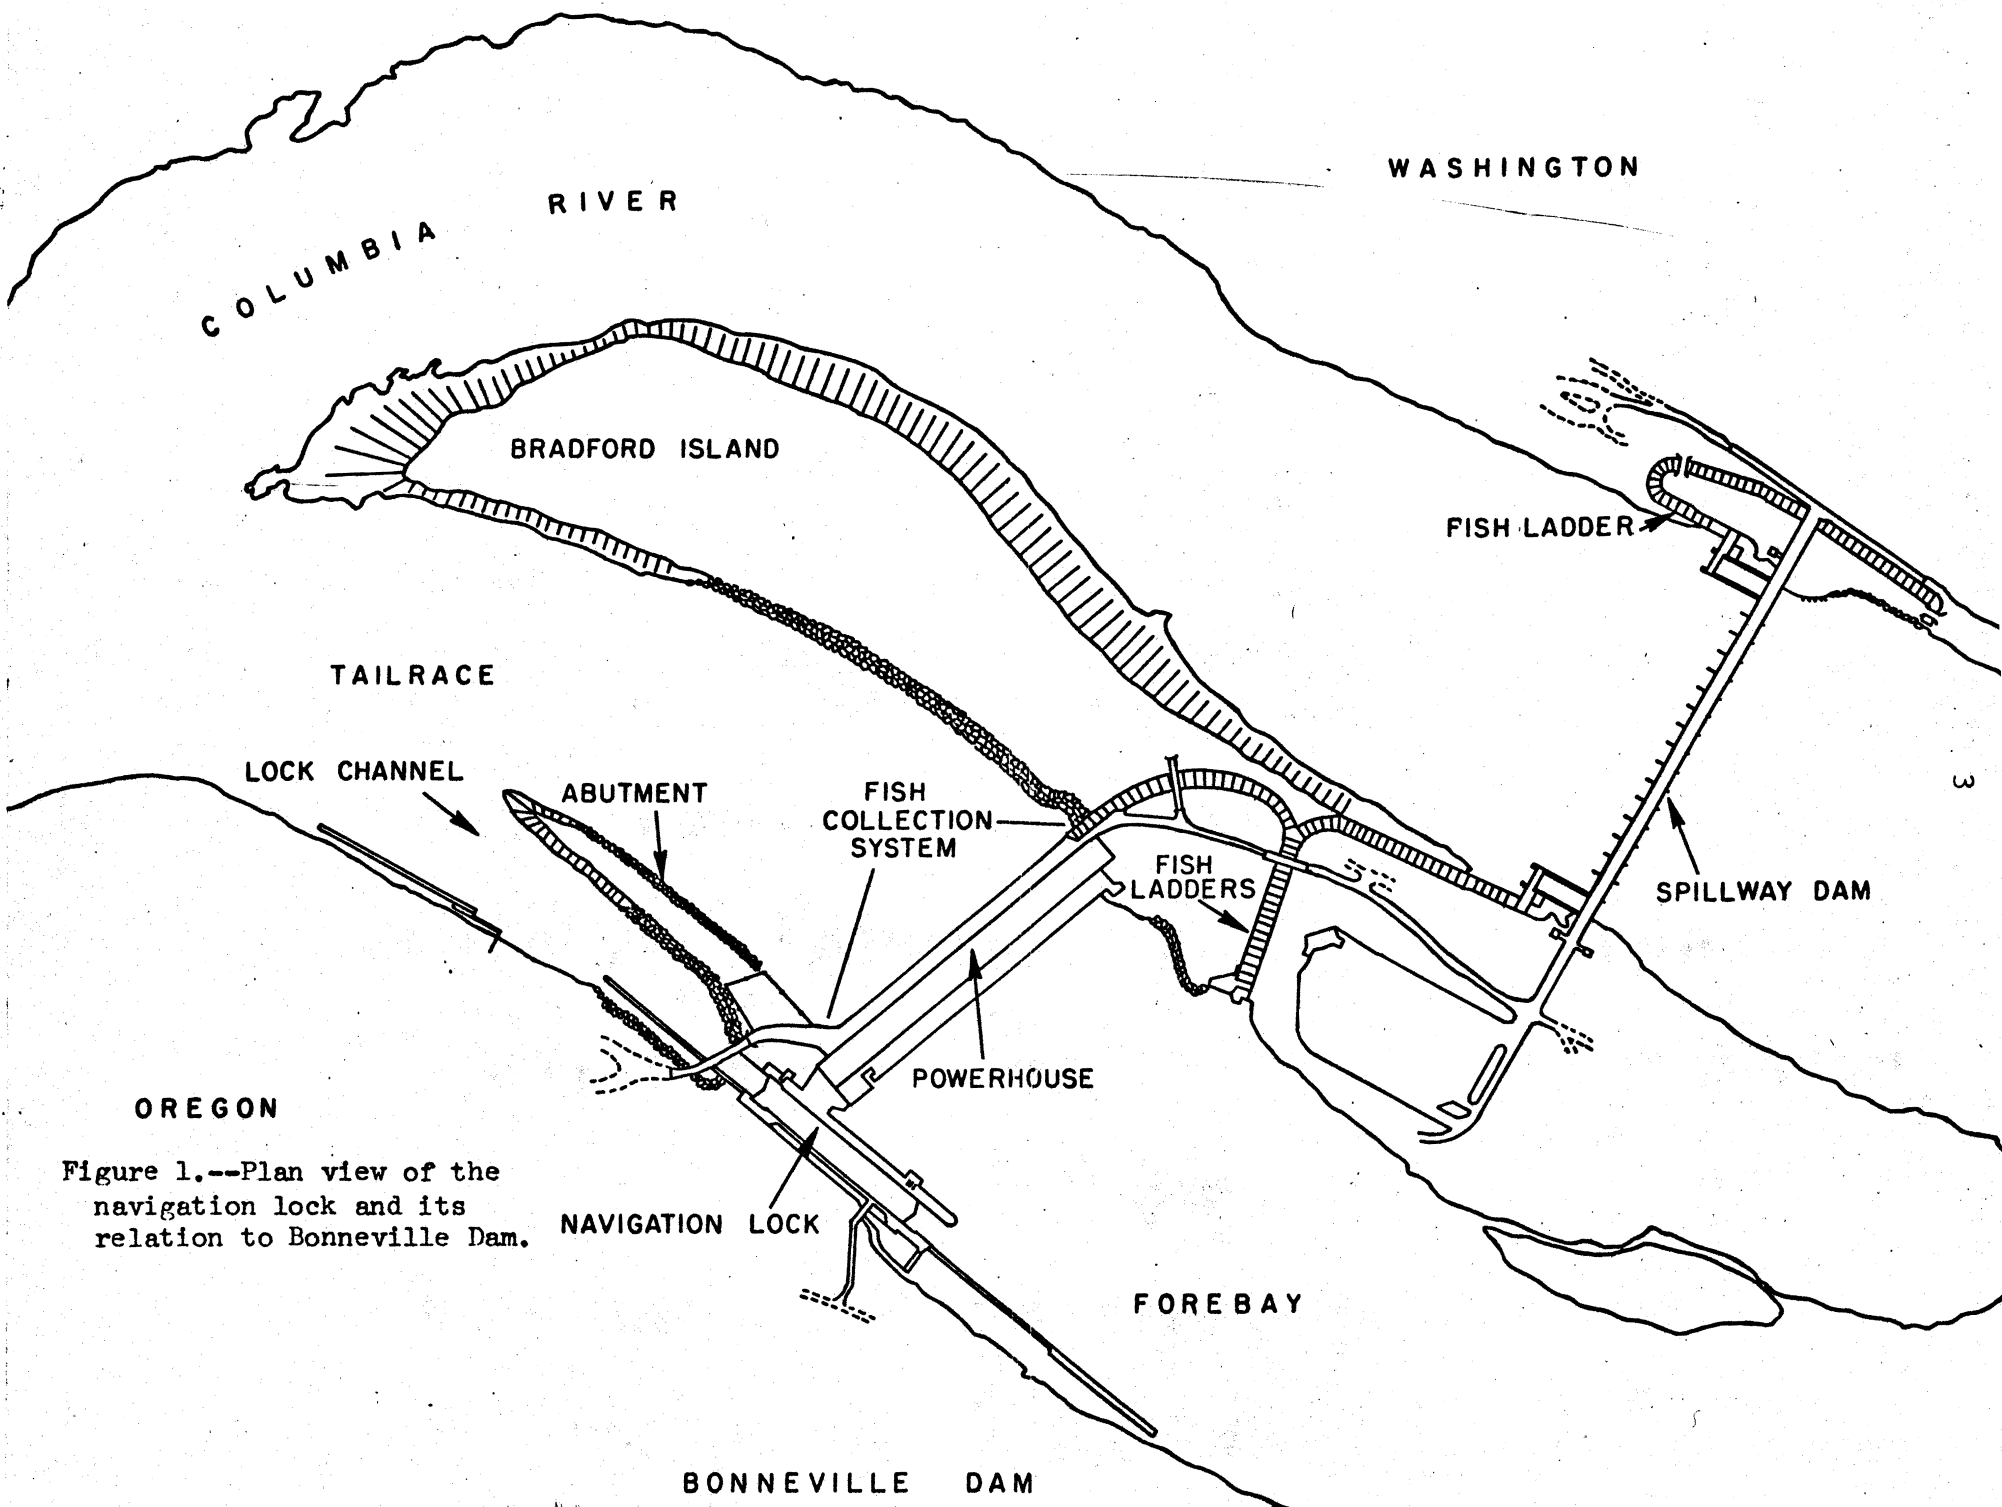 WASHINGTON
RIVER
COLUMBIA
BRADFORD ISLAND
FISH LADDER
TAILRACE
LOCK CHANNEL
ABUTMENT
FISH
COLLECTION
SYSTEM
3
FISH
LADDERS
SPILLWAY DAM
POWERHOUSE
OREGON
Figure 1.--Plan view of the
navigation lock and its
relation to Bonneville Dam.
NAVIGATION LOCK
FOREBAY
BONNEVILLE DAM